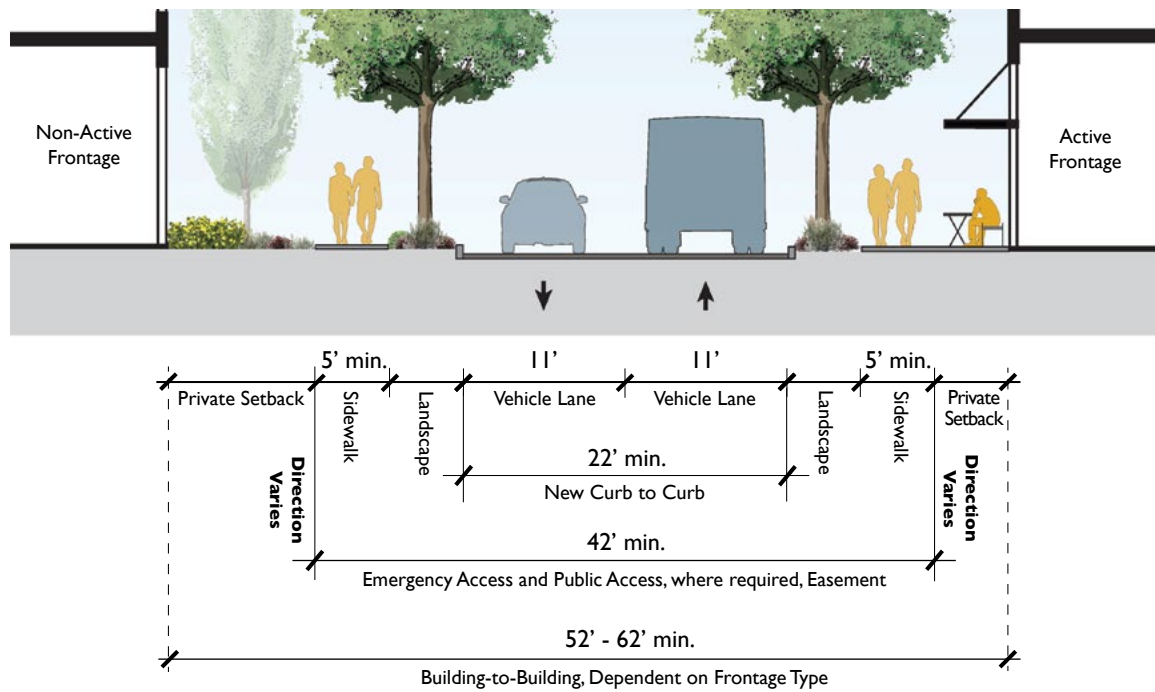 Non-Active
Frontage
Active
Frontage
5’ min.
11’
11’
5’ min.
Private Setback
Sidewalk
Landscape
Vehicle Lane
Vehicle Lane
Landscape
Sidewalk
Private
Setback
Direction
Varies
22’ min.
New Curb to Curb
Direction
Varies
42’ min.
Emergency Access and Public Access, where required, Easement
52’ - 62’ min.
Building-to-Building, Dependent on Frontage Type